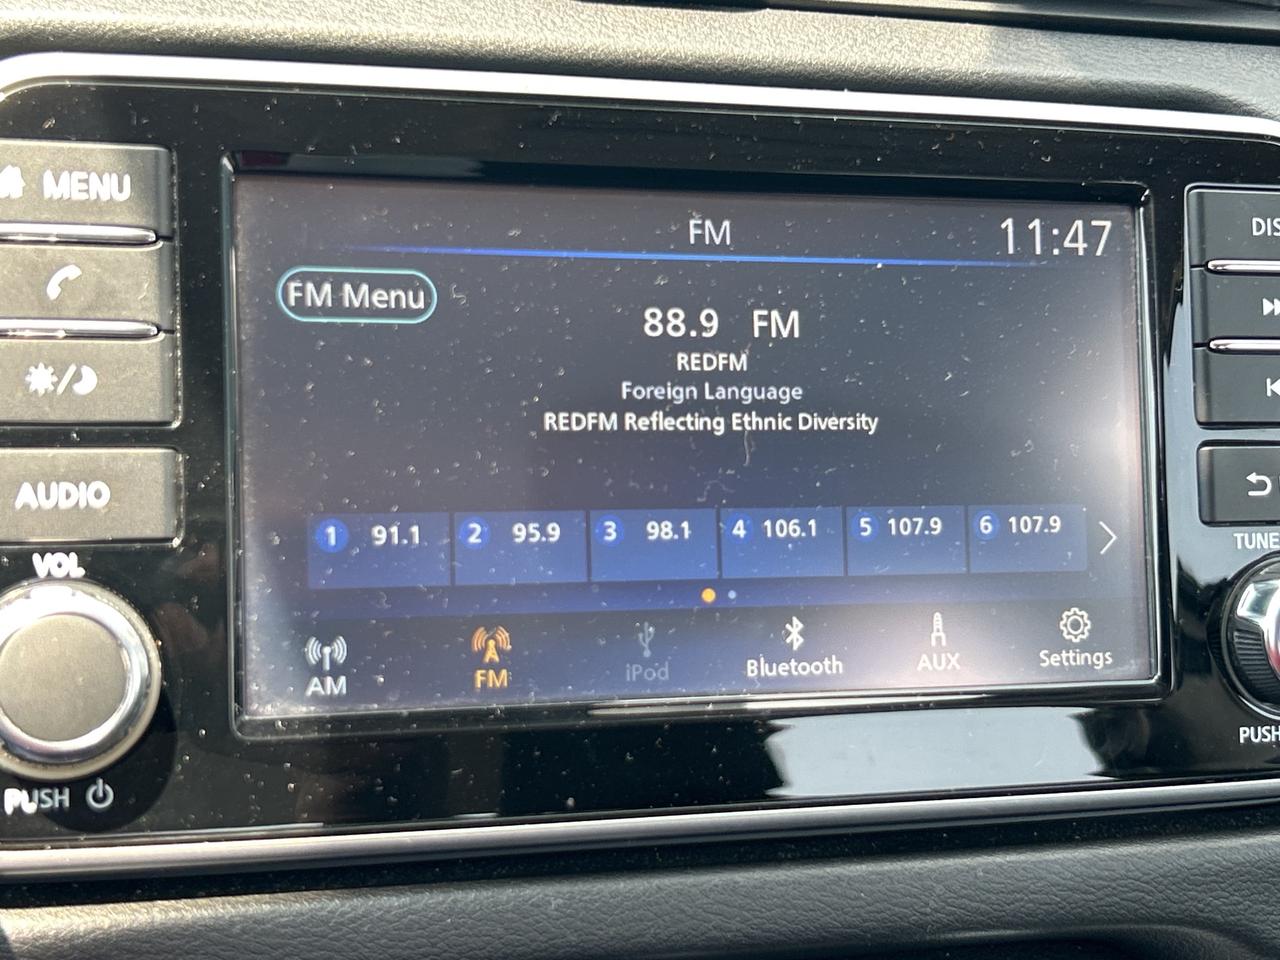 MENU
AUDIO
VOL
PUSH
FM
11:47
FM Menu
88.9 FM
REDFM
Foreign Language
REDFM Reflecting Ethnic Diversity
1 91.1
2 95.9
3 98.1
4 106.1
5 107.9
6 107.9
AM
FM
iPod
Bluetooth
AUX
Settings
DIS
TUNE
PUSH